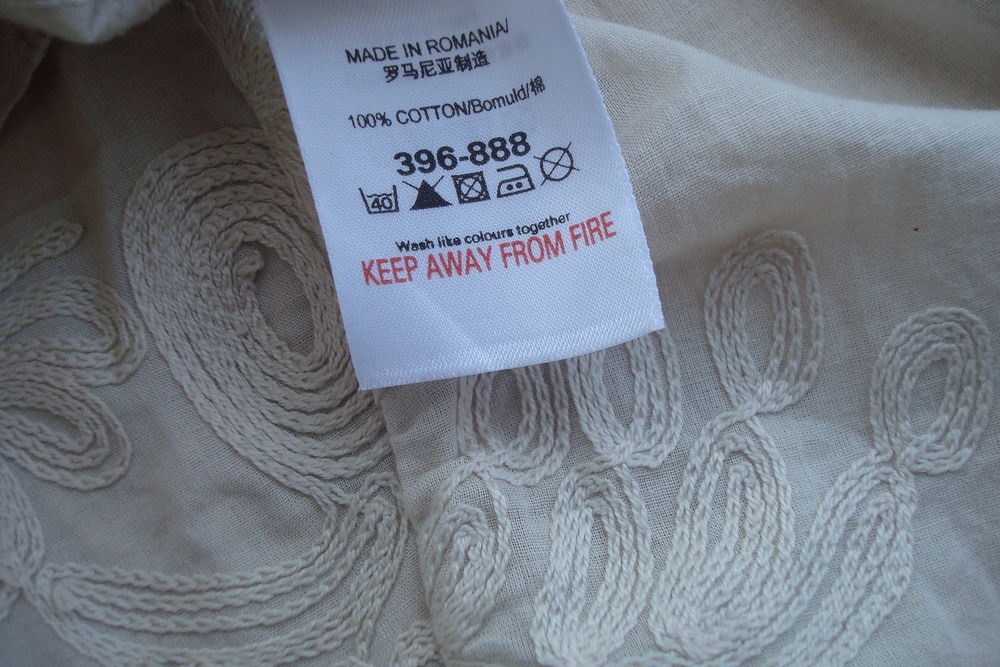 MADE IN ROMANIA/
罗马尼亚制造
100% COTTON/Bomuld/棉
396-888
40
Wash like colours together
KEEP AWAY FROM FIRE